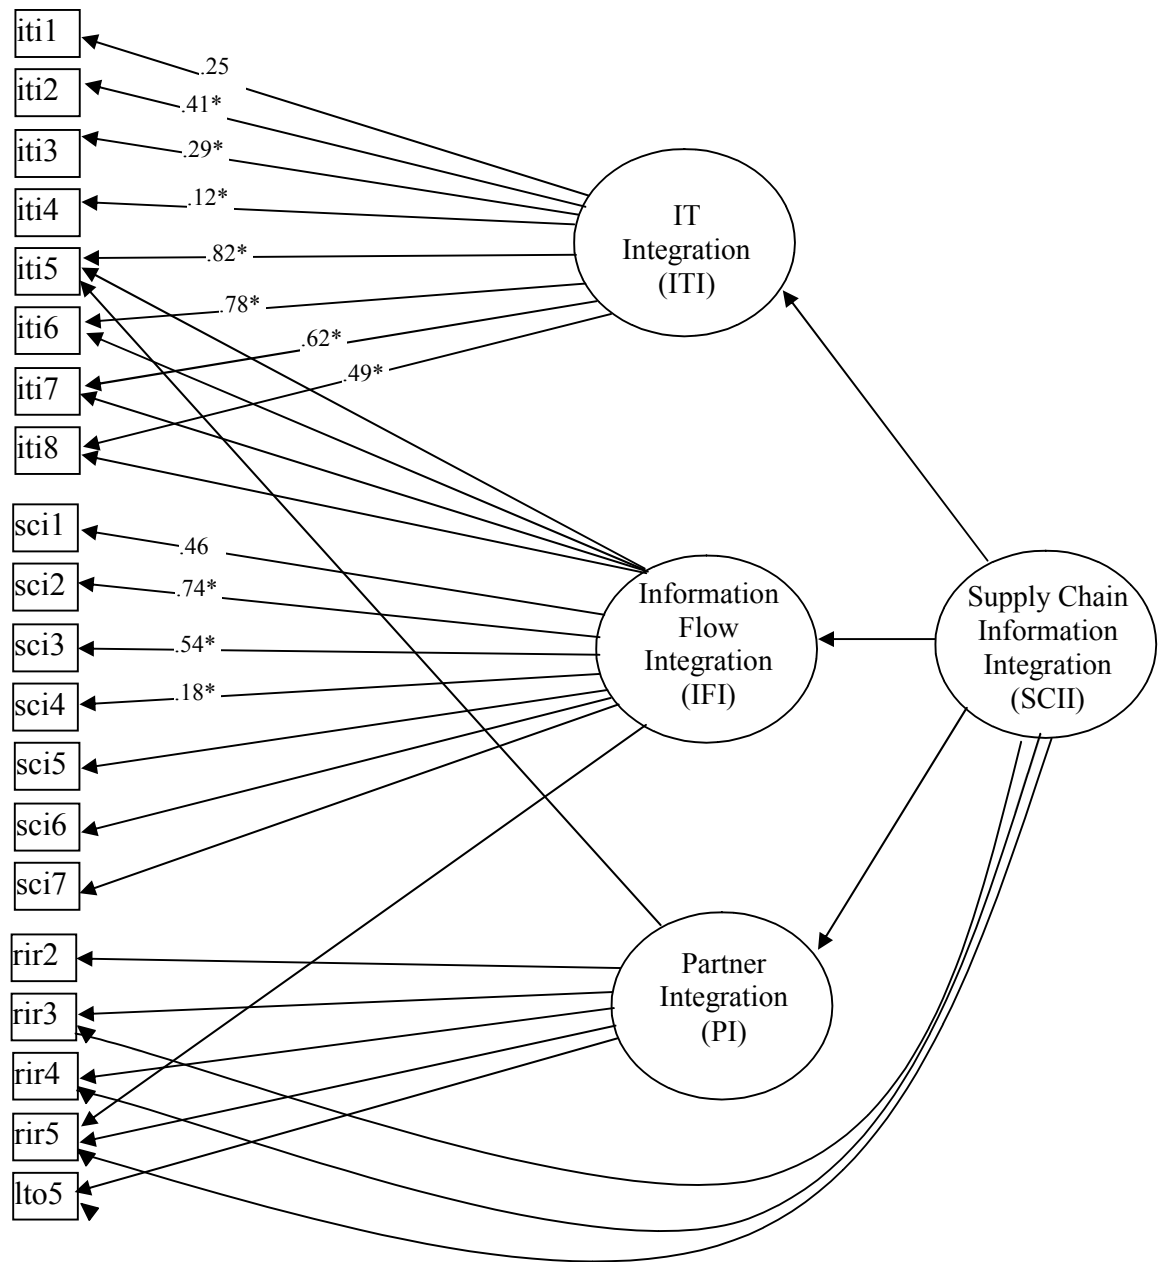 iti1
.25
iti2
.41*
iti3
.29*
iti4
.12*
iti5
.82*
iti6
.78*
iti7
.62*
iti8
.49*
IT
Integration
(ITI)
sci1
.46
sci2
.74*
sci3
.54*
sci4
.18*
sci5
sci6
sci7
Information
Flow
Integration
(IFI)
Supply Chain
Information
Integration
(SCII)
rir2
rir3
rir4
rir5
lto5
Partner
Integration
(PI)